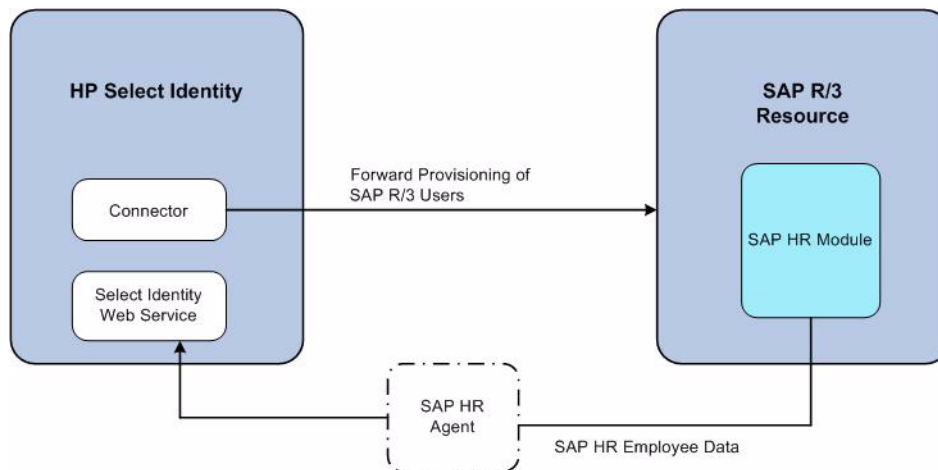 HP Select Identity
SAP R/3
Resource
Forward Provisioning of
SAP R/3 Users
Connector
SAP HR Module
Select Identity
Web Service
SAP HR
Agent
SAP HR Employee Data